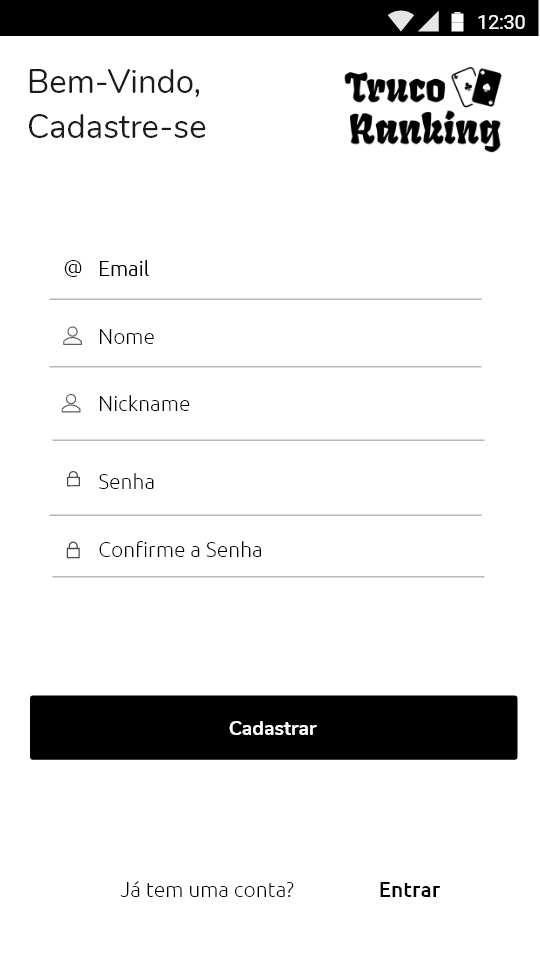 12:30
Bem-Vindo,
Cadastre-se
Truco
Ranking
@ Email
Nome
Nickname
Senha
Confirme a Senha
Cadastrar
Já tem uma conta? Entrar